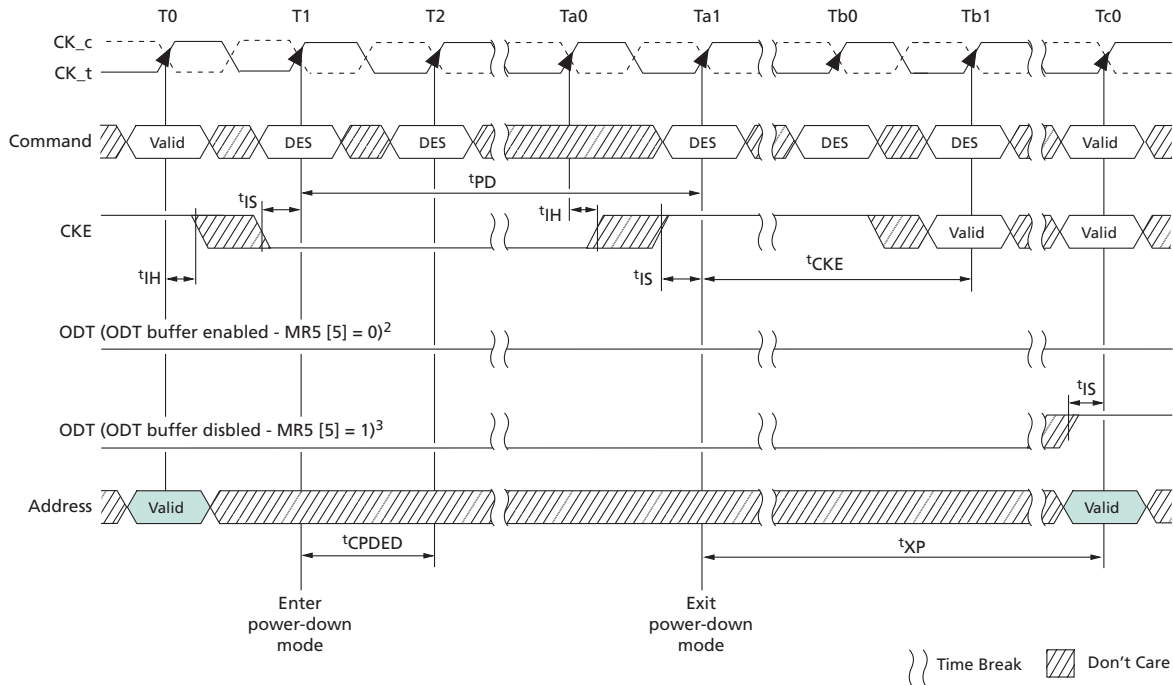 T0 T1 T2 Ta0 Ta1 Tb0 Tb1 Tc0
CK_c
CK_t
Command Valid DES DES DES DES DES Valid
tPD
tIS
tIH
CKE Valid Valid
tIH
tIS
tCKE
ODT (ODT buffer enabled - MR5 [5] = 0)2
tIS
ODT (ODT buffer disbled - MR5 [5] = 1)3
Address Valid Valid
tCPDED
tXP
Enter
power-down
mode
Exit
power-down
mode
Time Break
Don't Care